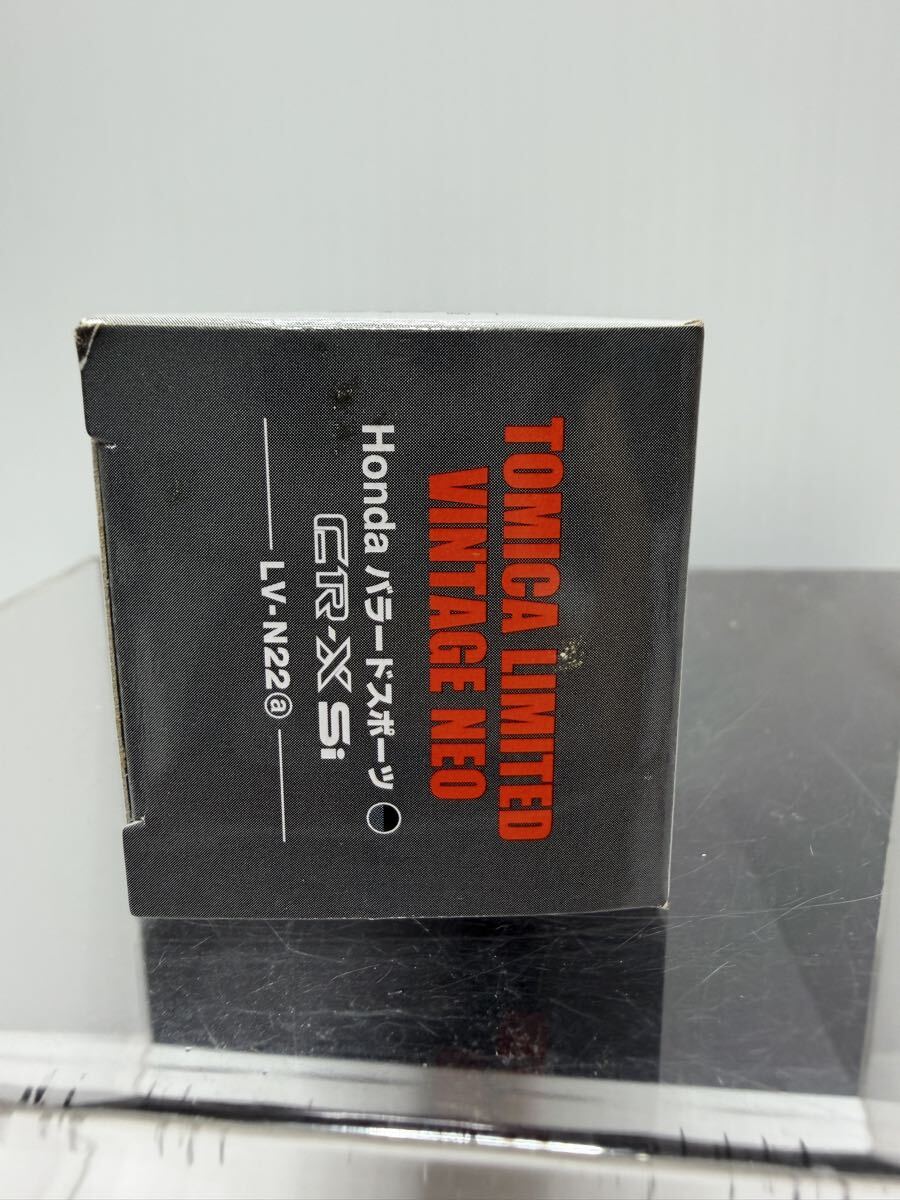 TOMICA LIMITED
VINTAGE NEO
Honda バラードスポーツ
CR-X Si
LV-N22ⓐ